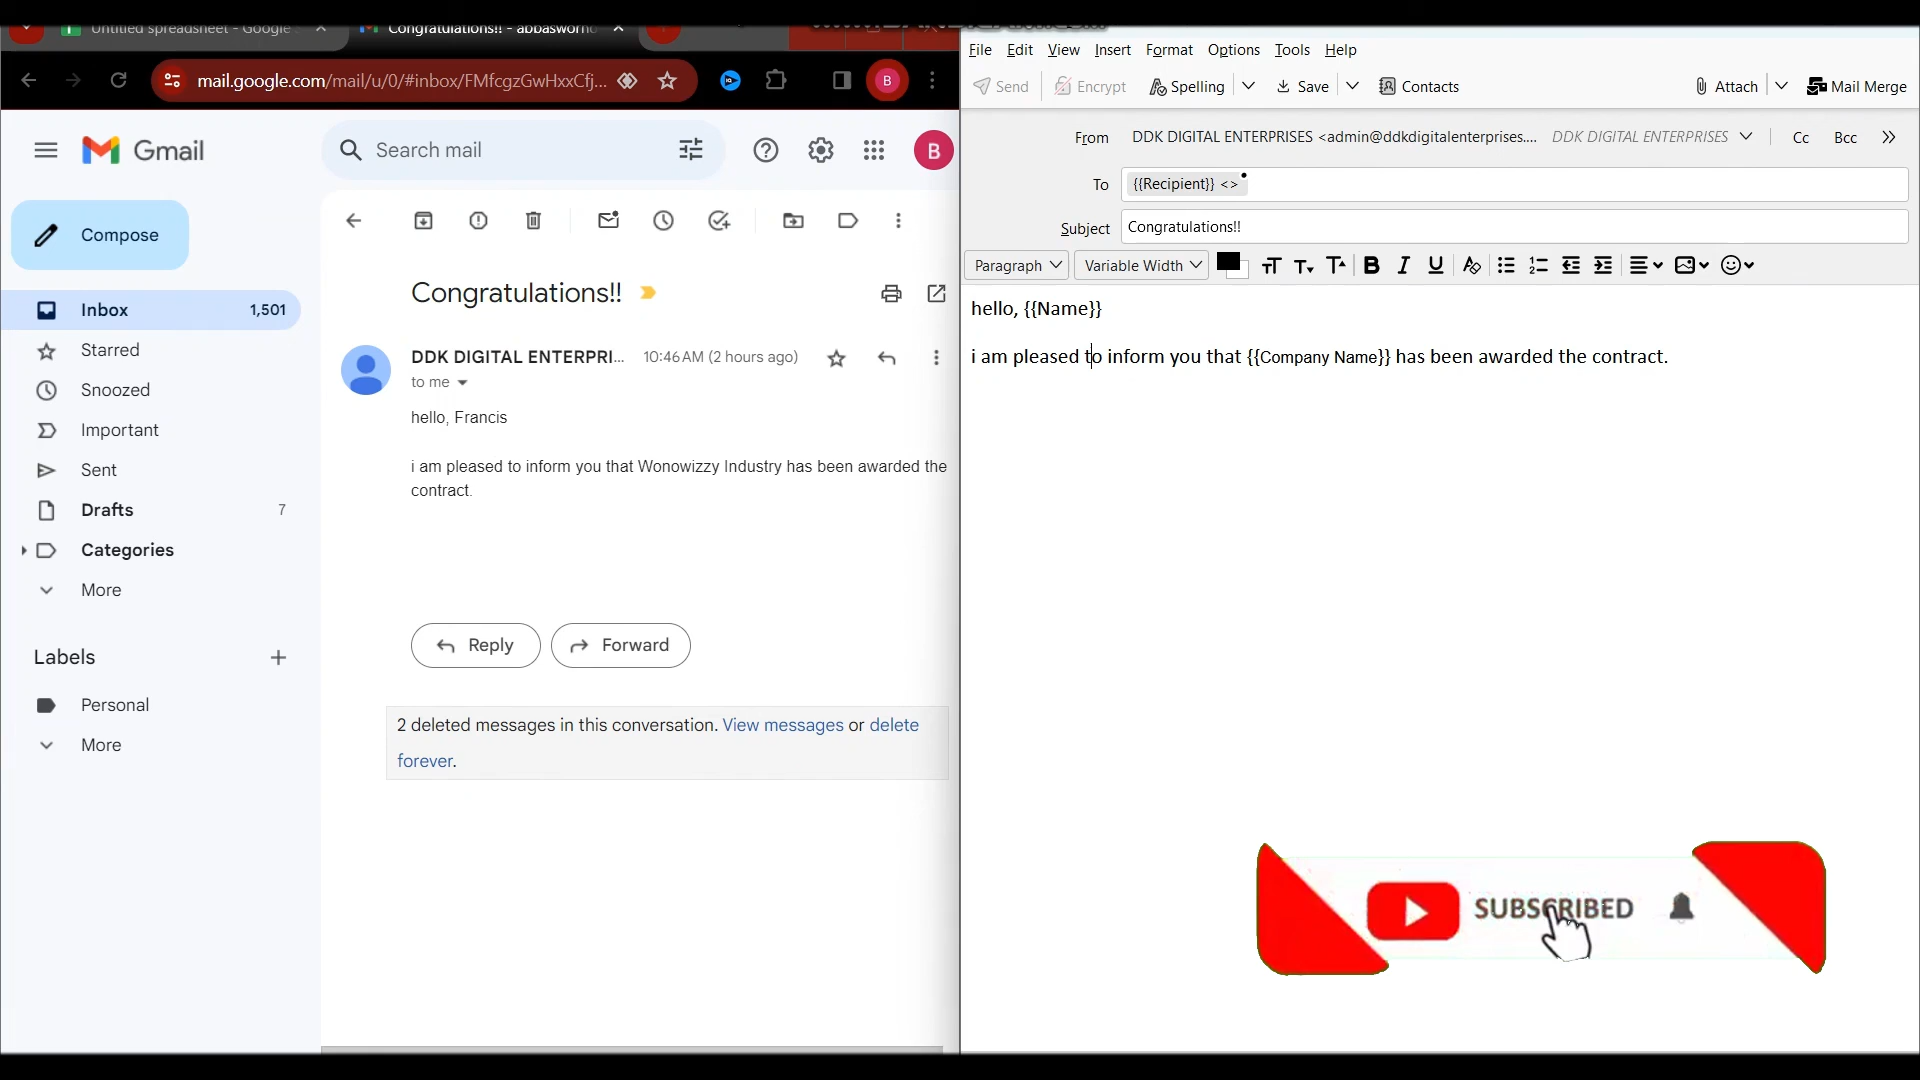 Untitled spreadsheet - Google S
Congratulations!! - abbasworho
mail.google.com/mail/u/0/#inbox/FMfcgzGwHxxCfj...
B
Gmail
Search mail
B
Compose
Inbox 1,501
Starred
Snoozed
Important
Sent
Drafts 7
Categories
More
Labels
Personal
More
Congratulations!!
DDK DIGITAL ENTERPRI... 10:46 AM (2 hours ago)
to me
hello, Francis
i am pleased to inform you that Wonowizzy Industry has been awarded the
contract.
Reply Forward
2 deleted messages in this conversation. View messages or delete
forever.
File Edit View Insert Format Options Tools Help
Send Encrypt Spelling Save Contacts Attach Mail Merge
From DDK DIGITAL ENTERPRISES <admin@ddkdigitalenterprises.... DDK DIGITAL ENTERPRISES Cc Bcc
To {{Recipient}} <>
Subject Congratulations!!
Paragraph Variable Width
hello, {{Name}}
i am pleased to inform you that {{Company Name}} has been awarded the contract.
SUBSCRIBED